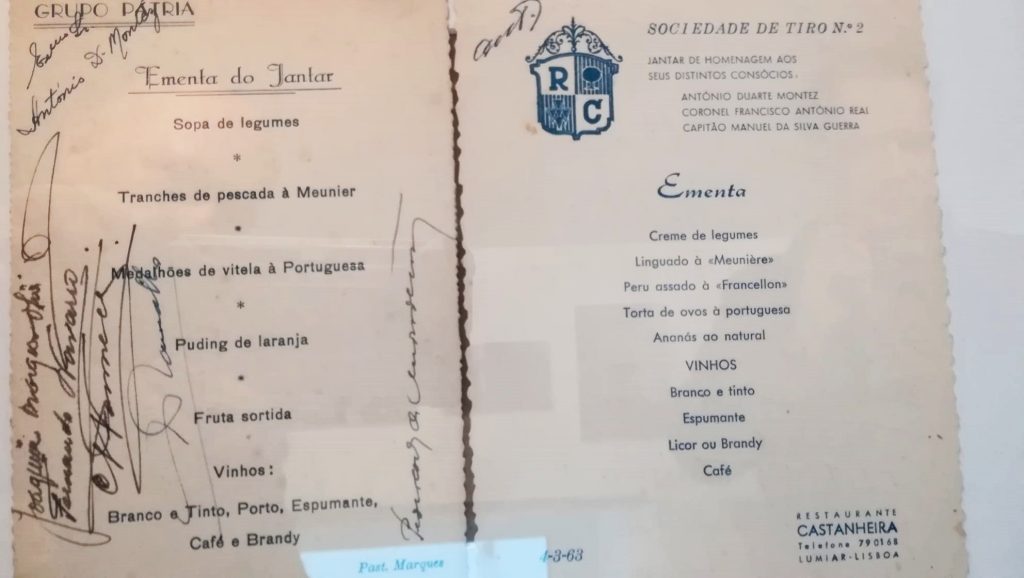 GRUPO PÁTRIA
António D. Montez
Ementa do Jantar
Sopa de legumes
*
Tranches de pescada à Meunier
*
Medalhões de vitela à Portuguesa
*
Puding de laranja
*
Fruta sortida
Vinhos:
Branco e Tinto, Porto, Espumante,
Café e Brandy
Past. Marques
Fernando
Ramalho
SOCIEDADE DE TIRO N.º 2
JANTAR DE HOMENAGEM AOS
SEUS DISTINTOS CONSÓCIOS:
ANTÓNIO DUARTE MONTEZ
CORONEL FRANCISCO ANTÓNIO REAL
CAPITÃO MANUEL DA SILVA GUERRA
R
C
Ementa
Creme de legumes
Linguado à «Meunière»
Peru assado à «Francellon»
Torta de ovos à portuguesa
Ananás ao natural
VINHOS
Branco e tinto
Espumante
Licor ou Brandy
Café
-3-63
RESTAURANTE
CASTANHEIRA
Telefone 790168
LUMIAR-LISBOA